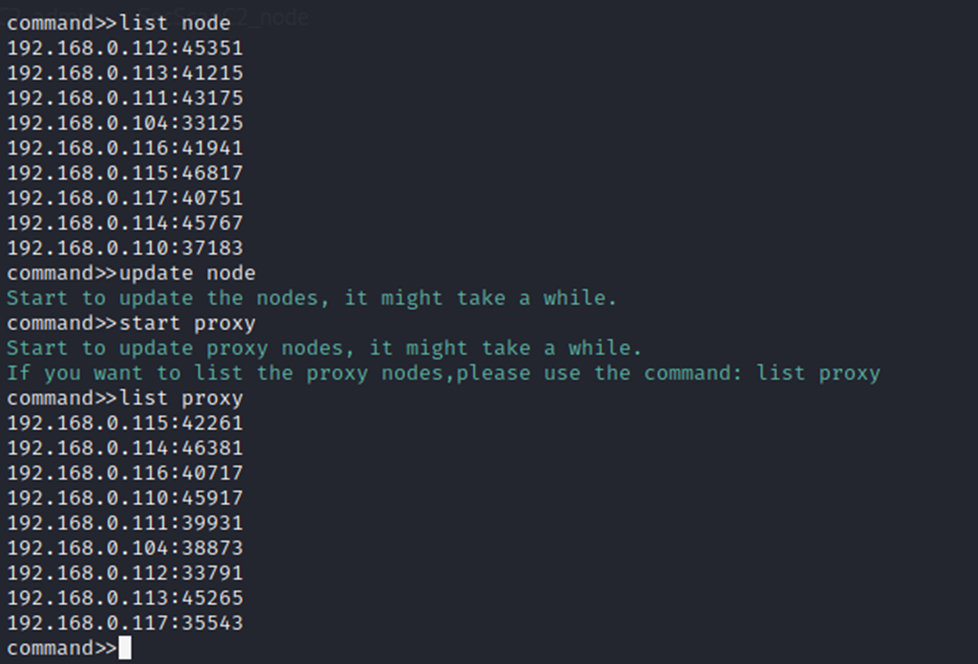 command>>list node
192.168.0.112:45351
192.168.0.113:41215
192.168.0.111:43175
192.168.0.104:33125
192.168.0.116:41941
192.168.0.115:46817
192.168.0.117:40751
192.168.0.114:45767
192.168.0.110:37183
command>>update node
Start to update the nodes, it might take a while.
command>>start proxy
Start to update proxy nodes, it might take a while.
If you want to list the proxy nodes,please use the command: list proxy
command>>list proxy
192.168.0.115:42261
192.168.0.114:46381
192.168.0.116:40717
192.168.0.110:45917
192.168.0.111:39931
192.168.0.104:38873
192.168.0.112:33791
192.168.0.113:45265
192.168.0.117:35543
command>>